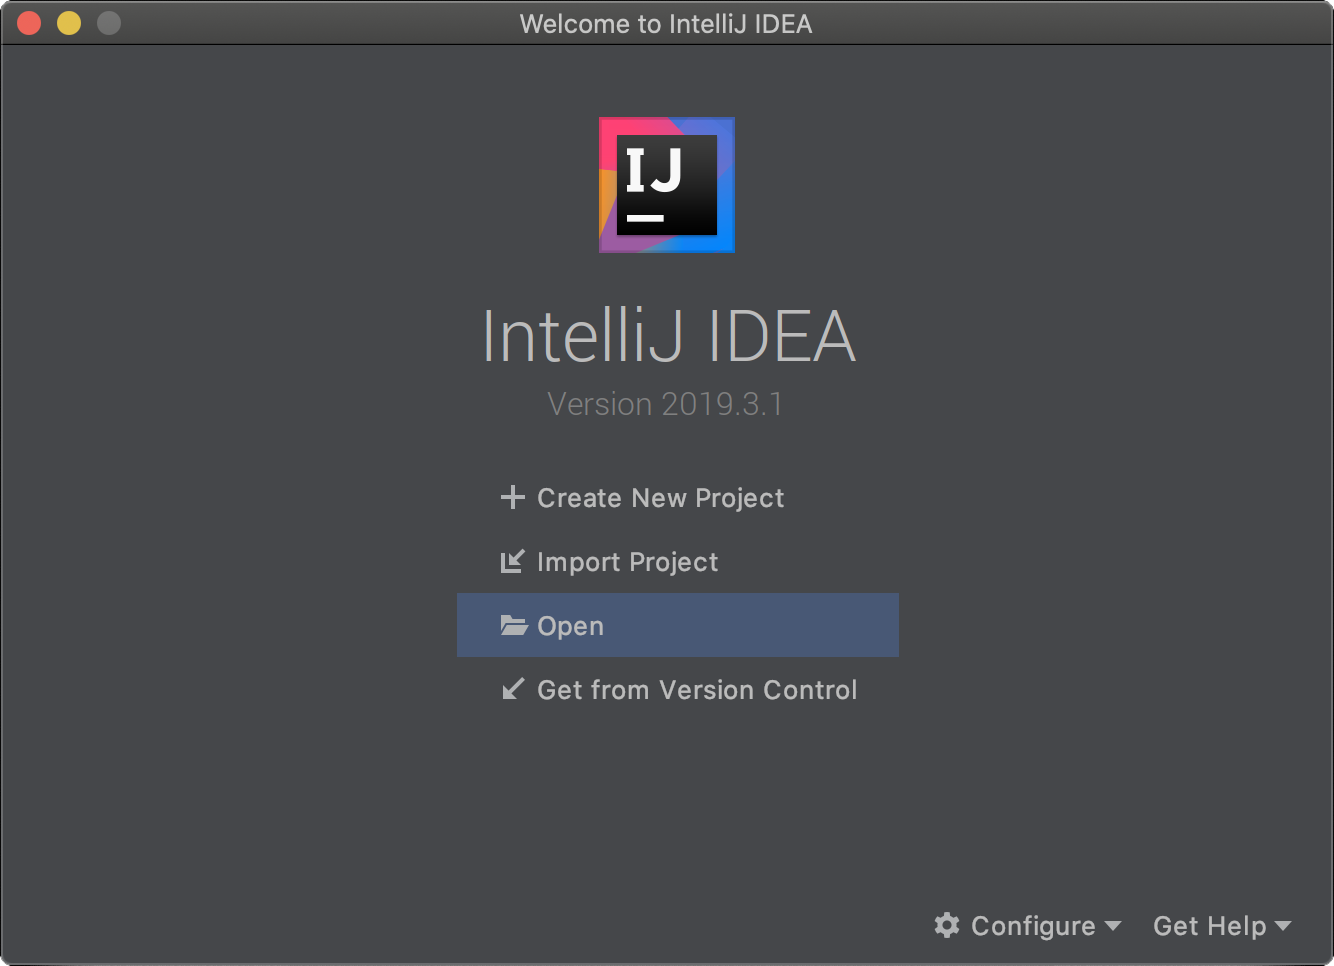 Welcome to IntelliJ IDEA
IJ
IntelliJ IDEA
Version 2019.3.1
Create New Project
Import Project
Open
Get from Version Control
Configure
Get Help